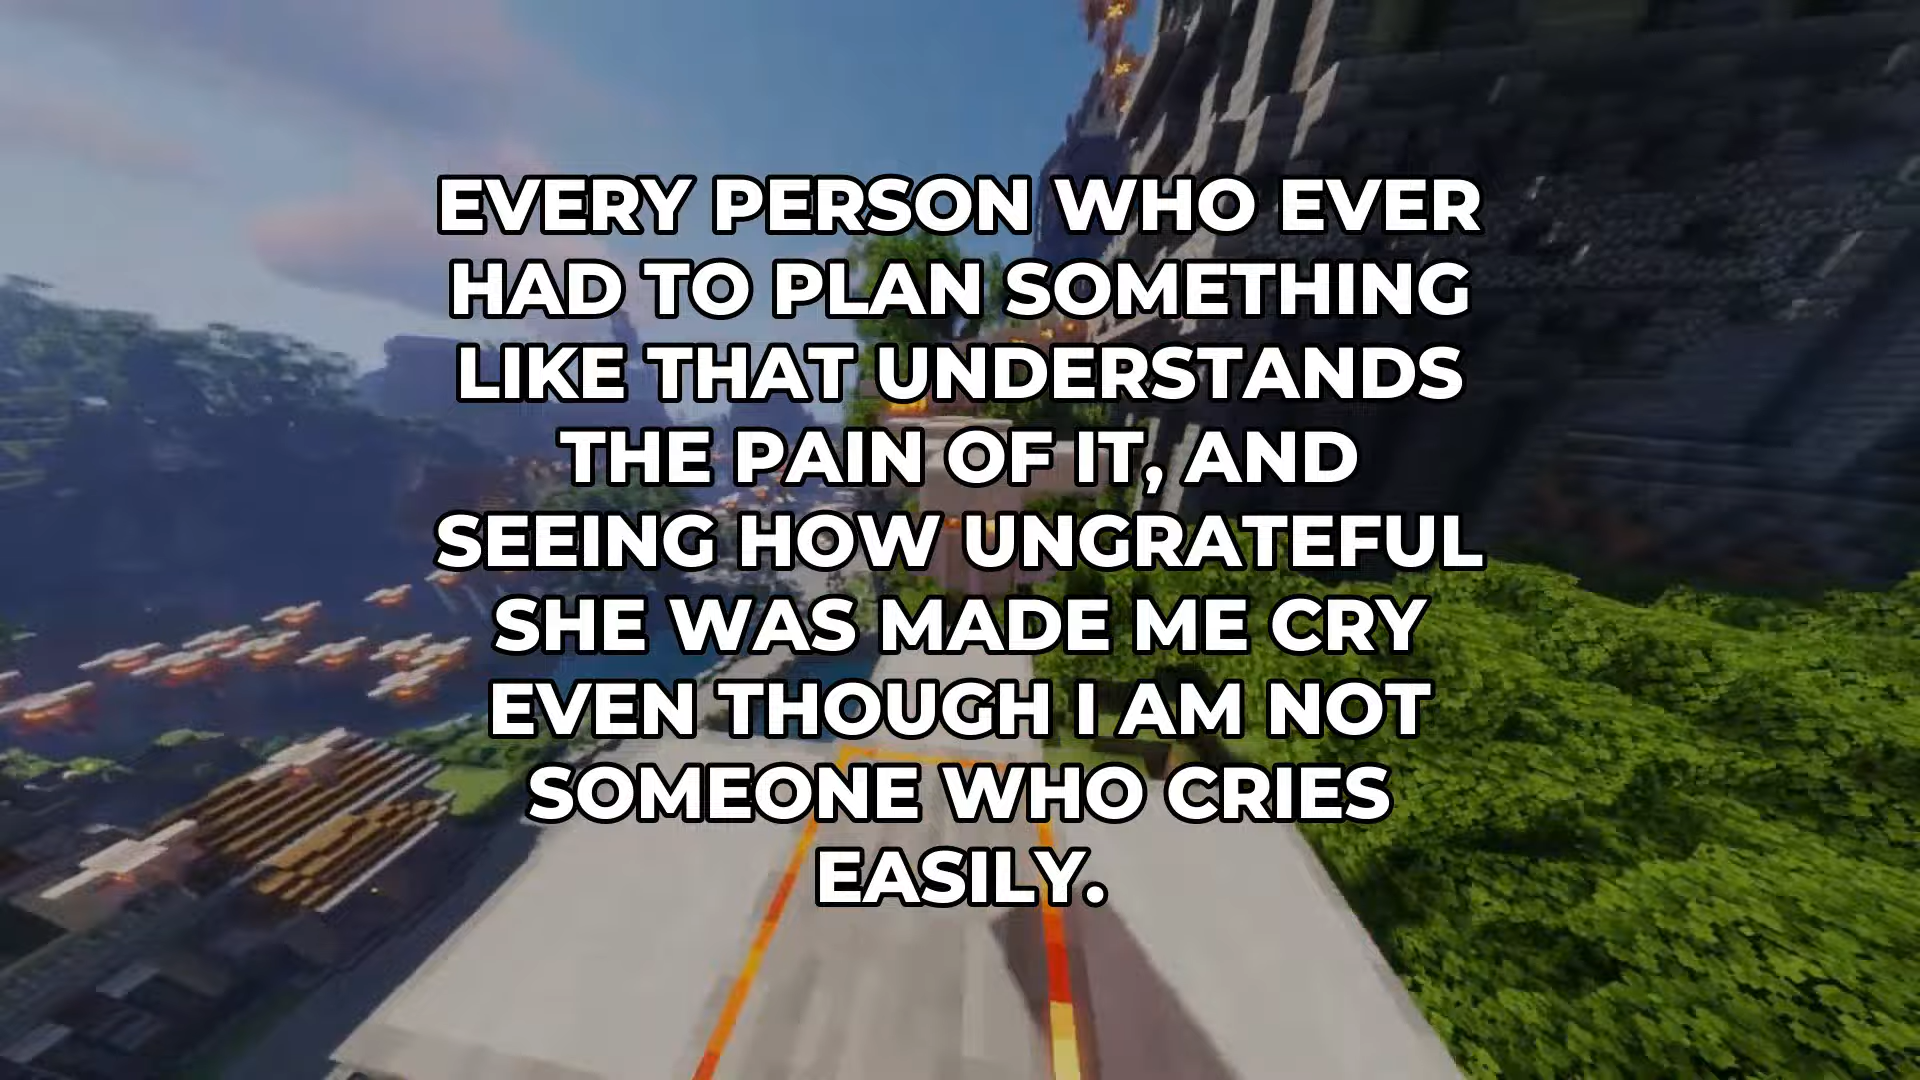 EVERY PERSON WHO EVER
HAD TO PLAN SOMETHING
LIKE THAT UNDERSTANDS
THE PAIN OF IT, AND
SEEING HOW UNGRATEFUL
SHE WAS MADE ME CRY
EVEN THOUGH I AM NOT
SOMEONE WHO CRIES
EASILY.